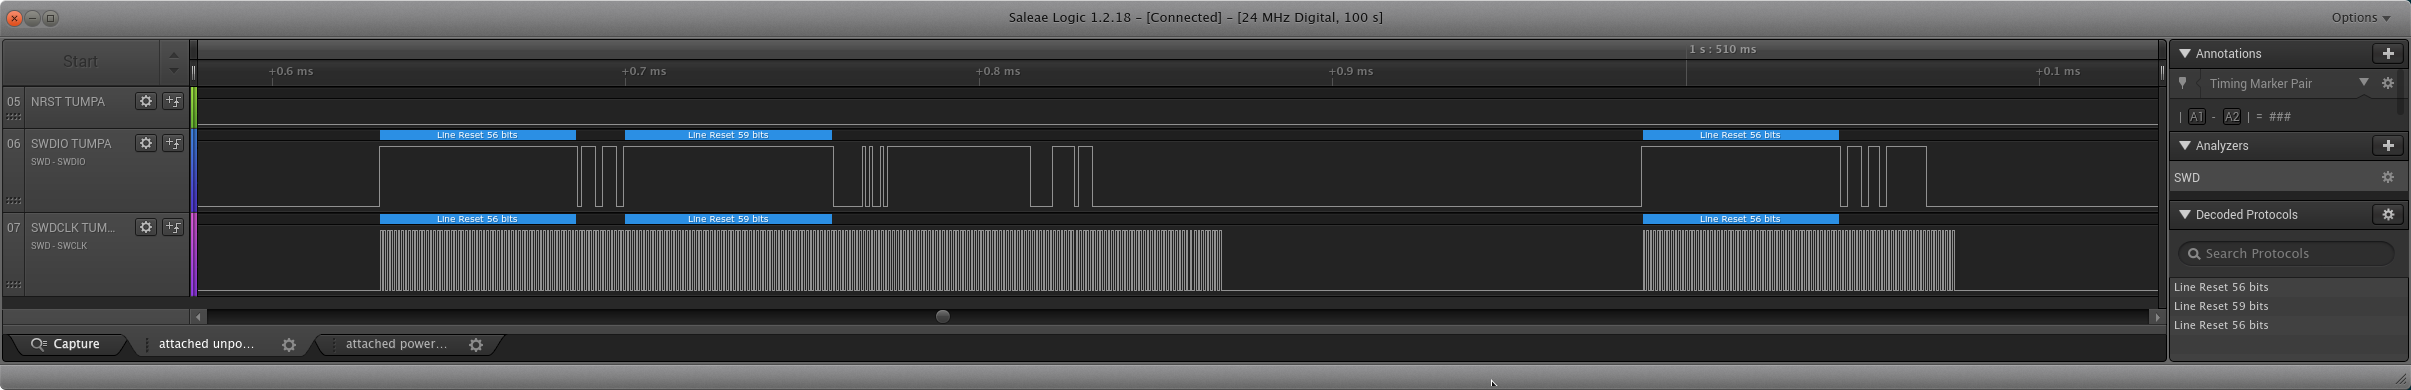 Saleae Logic 1.2.18 - [Connected] - [24 MHz Digital, 100 s]
Options
Start
1 s : 510 ms
+0.6 ms
+0.7 ms
+0.8 ms
+0.9 ms
+0.1 ms
05 NRST TUMPA
06 SWDIO TUMPA
SWD - SWDIO
Line Reset 56 bits
Line Reset 59 bits
Line Reset 56 bits
07 SWDCLK TUM...
SWD - SWCLK
Line Reset 56 bits
Line Reset 59 bits
Line Reset 56 bits
Capture
attached unpo...
attached power...
Annotations
Timing Marker Pair
| A1 - A2 | = ###
Analyzers
SWD
Decoded Protocols
Search Protocols
Line Reset 56 bits
Line Reset 59 bits
Line Reset 56 bits